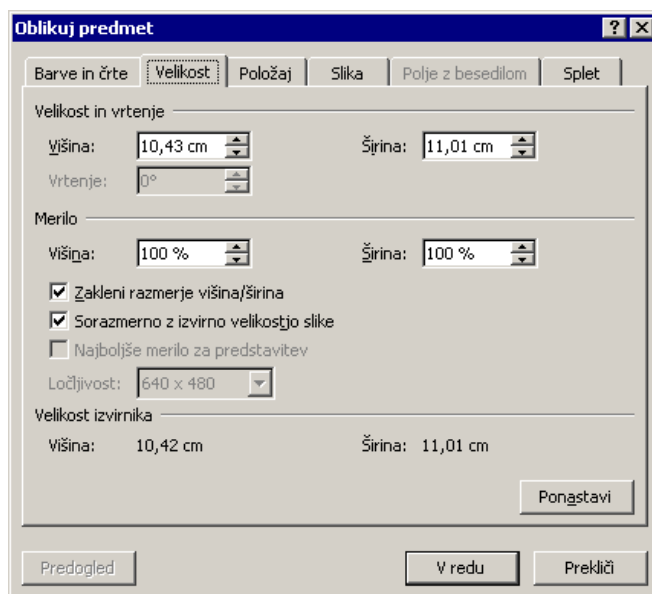 Oblikuj predmet
Barve in črte Velikost Položaj Slika Polje z besedilom Splet
Velikost in vrtenje
Višina: 10,43 cm Širina: 11,01 cm
Vrtenje: 0°
Merilo
Višina: 100 % Širina: 100 %
Zakleni razmerje višina/širina
Sorazmerno z izvirno velikostjo slike
Najboljše merilo za predstavitev
Ločljivost: 640 x 480
Velikost izvirnika
Višina: 10,42 cm Širina: 11,01 cm
Ponastavi
Predogled V redu Prekliči